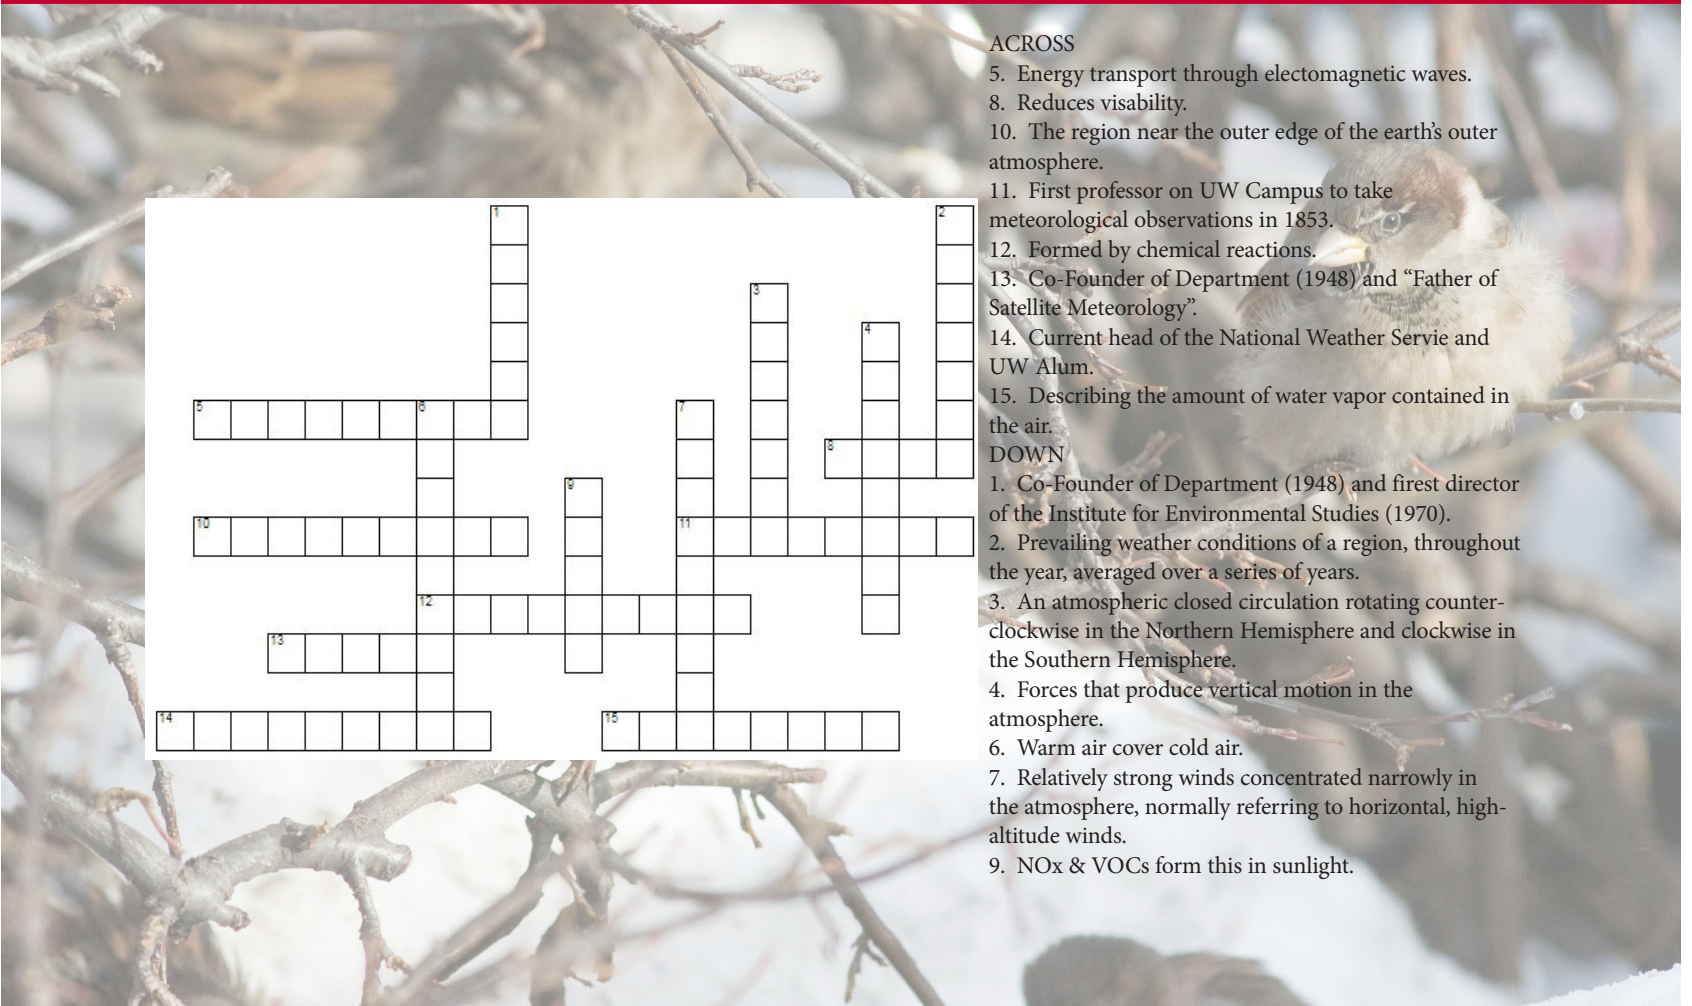 1
2
3
4
5
6
7
8
9
10
11
12
13
14
15
ACROSS
5. Energy transport through electomagnetic waves.
8. Reduces visability.
10. The region near the outer edge of the earth’s outer
atmosphere.
11. First professor on UW Campus to take
meteorological observations in 1853.
12. Formed by chemical reactions.
13. Co-Founder of Department (1948) and “Father of
Satellite Meteorology”.
14. Current head of the National Weather Servie and
UW Alum.
15. Describing the amount of water vapor contained in
the air.
DOWN
1. Co-Founder of Department (1948) and firest director
of the Institute for Environmental Studies (1970).
2. Prevailing weather conditions of a region, throughout
the year, averaged over a series of years.
3. An atmospheric closed circulation rotating counter-
clockwise in the Northern Hemisphere and clockwise in
the Southern Hemisphere.
4. Forces that produce vertical motion in the
atmosphere.
6. Warm air cover cold air.
7. Relatively strong winds concentrated narrowly in
the atmosphere, normally referring to horizontal, high-
altitude winds.
9. NOx & VOCs form this in sunlight.